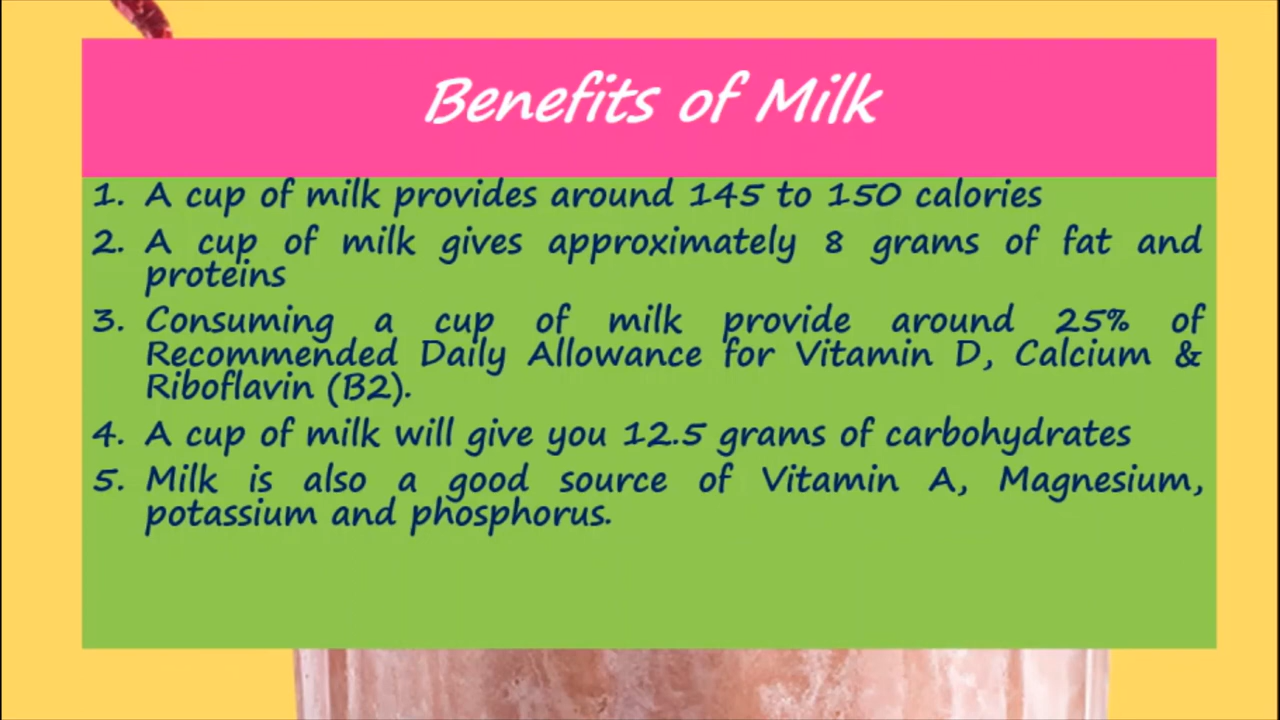 Benefits of Milk
1. A cup of milk provides around 145 to 150 calories
2. A cup of milk gives approximately 8 grams of fat and
proteins
3. Consuming a cup of milk provide around 25% of
Recommended Daily Allowance for Vitamin D, Calcium &
Riboflavin (B2).
4. A cup of milk will give you 12.5 grams of carbohydrates
5. Milk is also a good source of Vitamin A, Magnesium,
potassium and phosphorus.